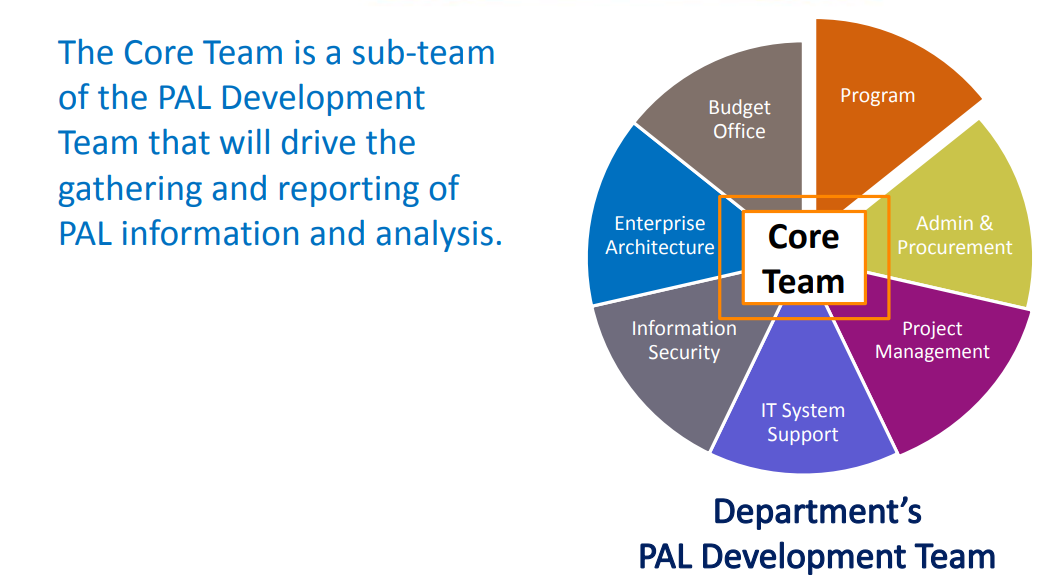 The Core Team is a sub-team
of the PAL Development
Team that will drive the
gathering and reporting of
PAL information and analysis.
Budget
Office
Program
Enterprise
Architecture
Core
Team
Admin &
Procurement
Information
Security
Project
Management
IT System
Support
Department’s
PAL Development Team